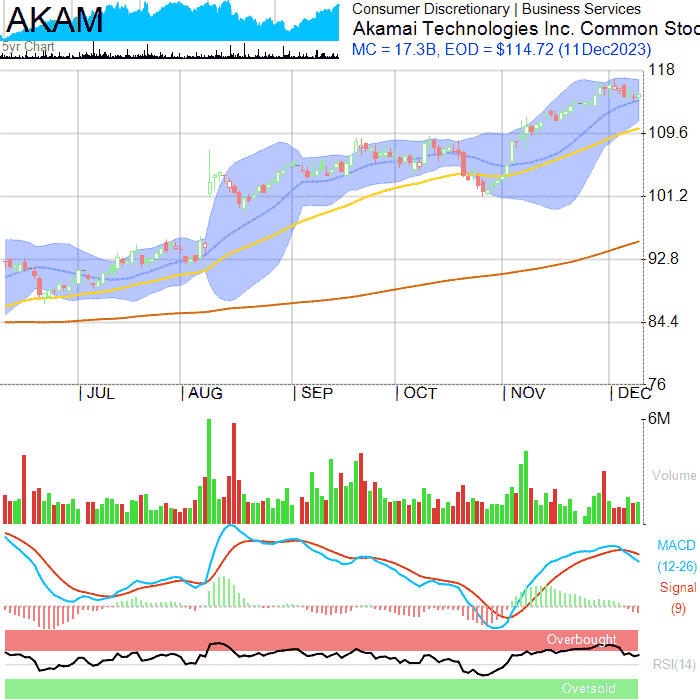 AKAM
5yr Chart
Consumer Discretionary | Business Services
Akamai Technologies Inc. Common Stoc
MC = 17.3B, EOD = $114.72 (11Dec2023)
118
109.6
101.2
92.8
84.4
76
| JUL | AUG | SEP | OCT | NOV | DEC
6M
Volume
MACD
(12-26)
Signal
(9)
Overbought
RSI(14)
Oversold